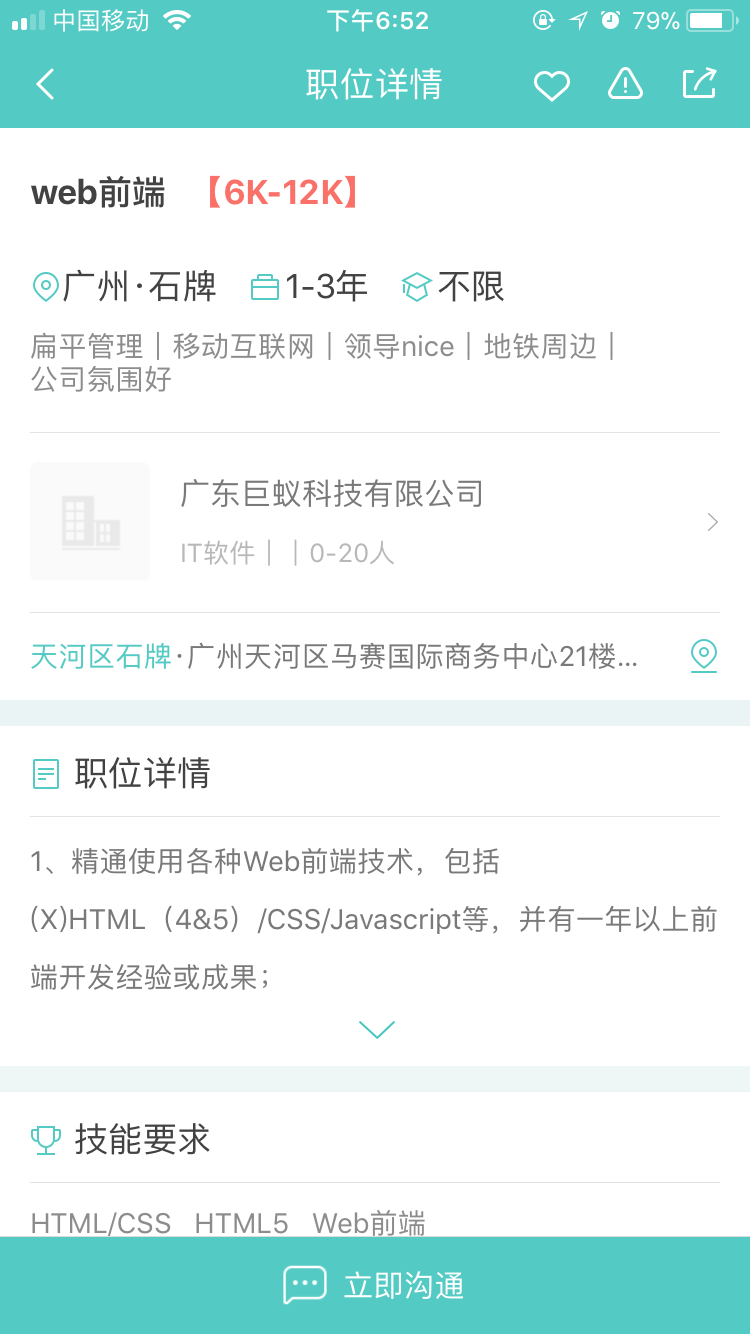 中国移动 下午6:52 79%
职位详情
web前端 【6K-12K】
广州·石牌 1-3年 不限
扁平管理｜移动互联网｜领导nice｜地铁周边｜
公司氛围好
广东巨蚁科技有限公司
IT软件｜ ｜0-20人
天河区石牌·广州天河区马赛国际商务中心21楼...
职位详情
1、精通使用各种Web前端技术，包括
(X)HTML（4&5）/CSS/Javascript等，并有一年以上前
端开发经验或成果；
技能要求
HTML/CSS HTML5 Web前端
立即沟通